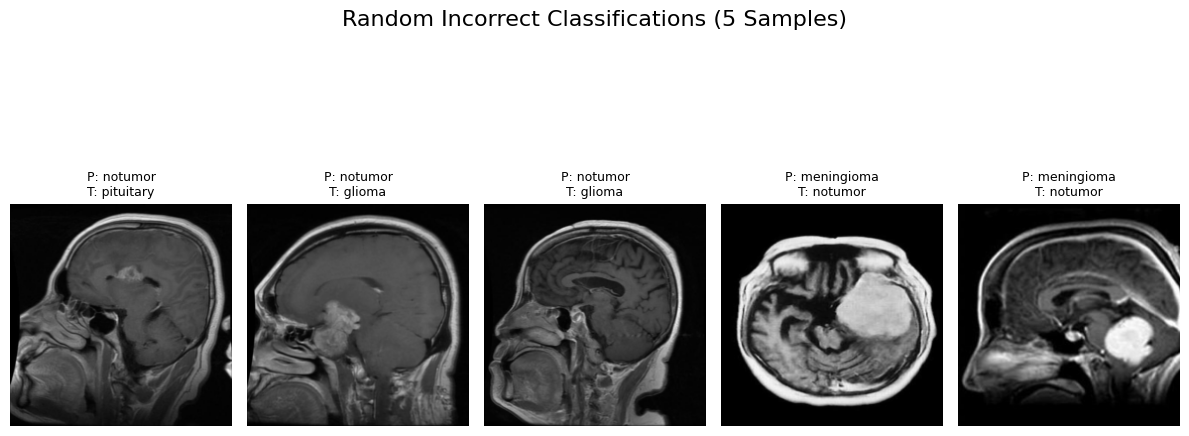 Random Incorrect Classifications (5 Samples)
P: notumor
T: pituitary
P: notumor
T: glioma
P: notumor
T: glioma
P: meningioma
T: notumor
P: meningioma
T: notumor